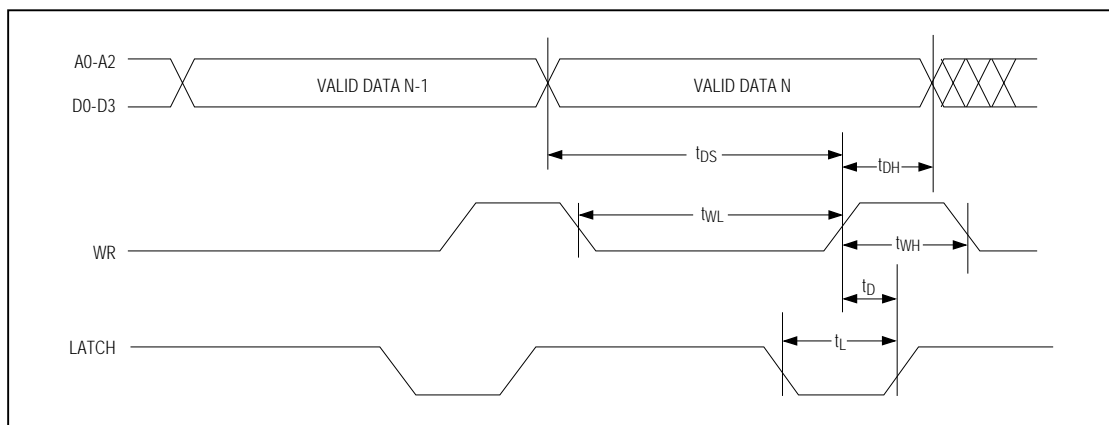 A0-A2
VALID DATA N-1
VALID DATA N
D0-D3
tDS
tDH
tWL
WR
tWH
tD
LATCH
tL